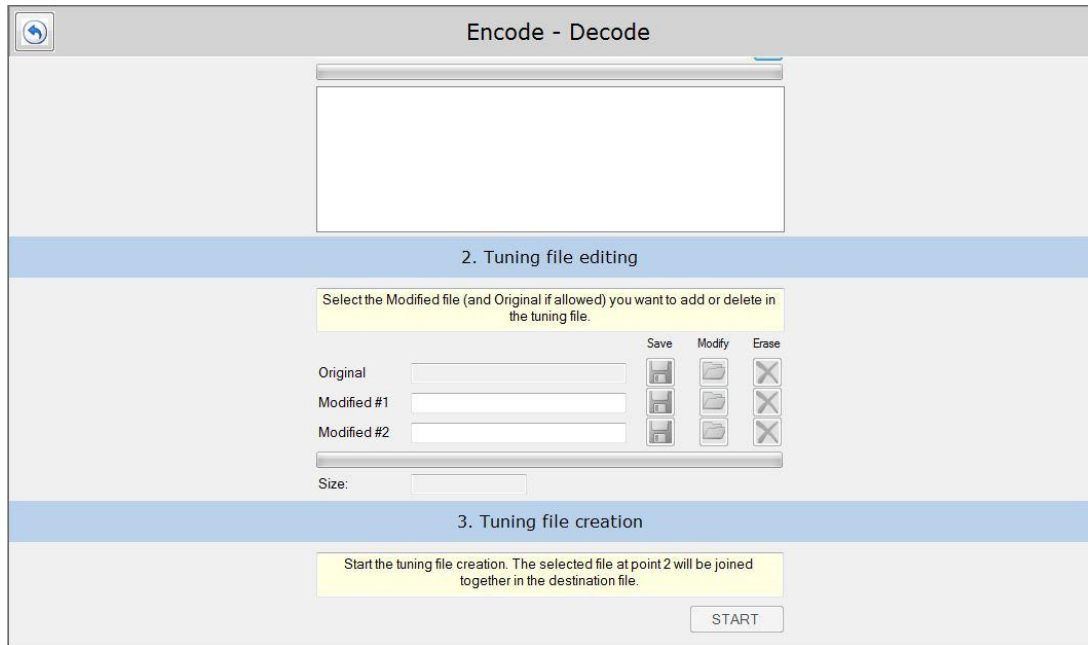 Encode - Decode
2. Tuning file editing
Select the Modified file (and Original if allowed) you want to add or delete in
the tuning file.
Save Modify Erase
Original
Modified #1
Modified #2
Size:
3. Tuning file creation
Start the tuning file creation. The selected file at point 2 will be joined
together in the destination file.
START